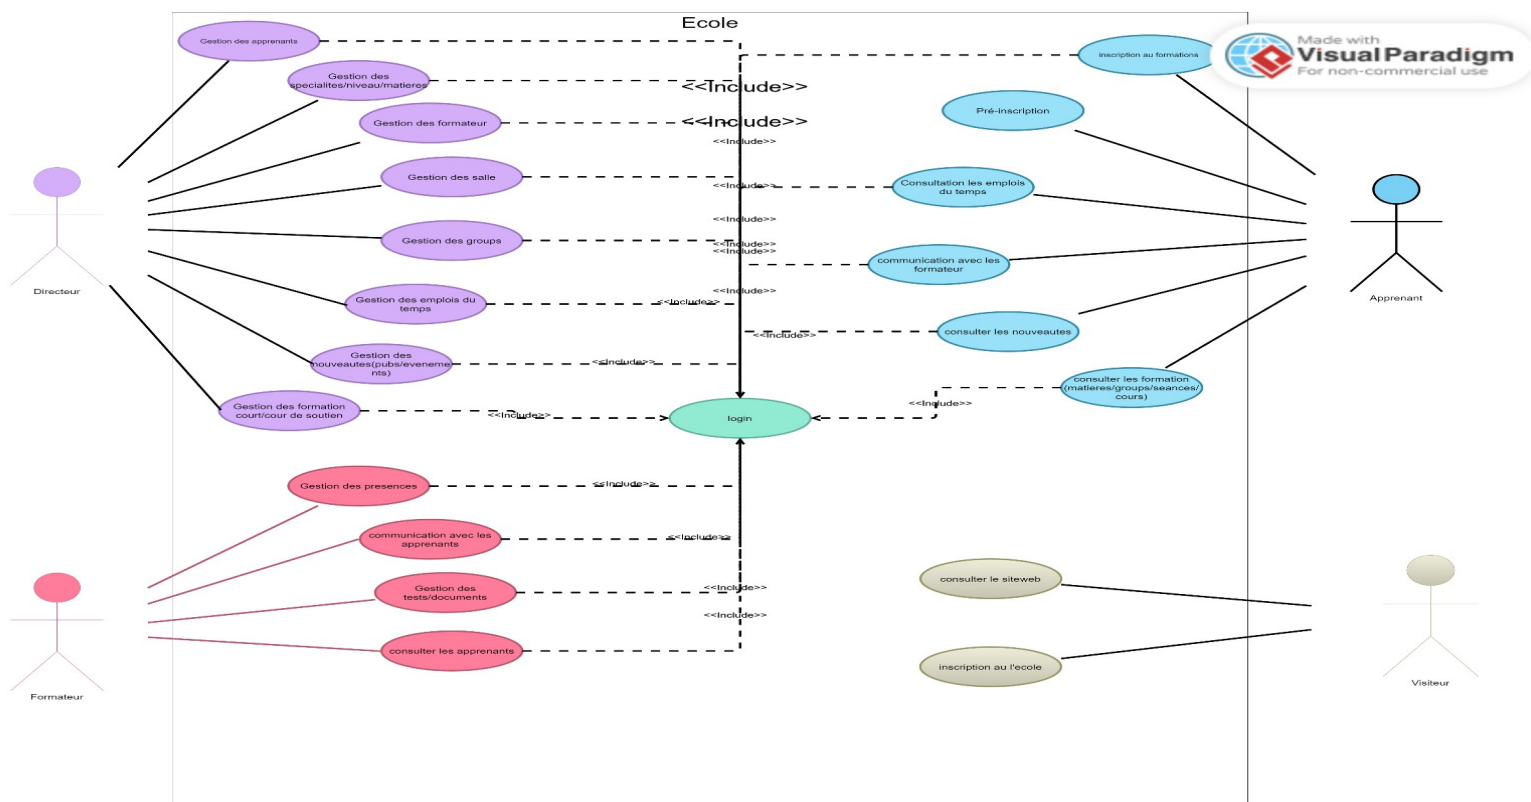 Ecole
Made with
Visual Paradigm
For non-commercial use
Gestion des apprenants
inscription au formations
Gestion des
specialites/niveau/matieres
<<Include>>
Pré-inscription
Gestion des formateur
<<Include>>
<<Include>>
Gestion des salle
<<Include>>
Consultation les emplois
du temps
<<Include>>
Gestion des groups
<<Include>>
<<Include>>
communication avec les
formateur
Directeur
Apprenant
<<Include>>
Gestion des emplois du
temps
<<Include>>
<<Include>>
consulter les nouveautes
Gestion des
nouveautes(pubs/eveneme
nts)
<<Include>>
consulter les formation
(matieres/groups/seances/
cours)
Gestion des formation
court/cour de soutien
<<Include>>
<<Include>>
login
Gestion des presences
<<Include>>
communication avec les
apprenants
<<Include>>
Gestion des
tests/documents
<<Include>>
consulter le siteweb
<<Include>>
consulter les apprenants
inscription au l'ecole
Formateur
Visiteur